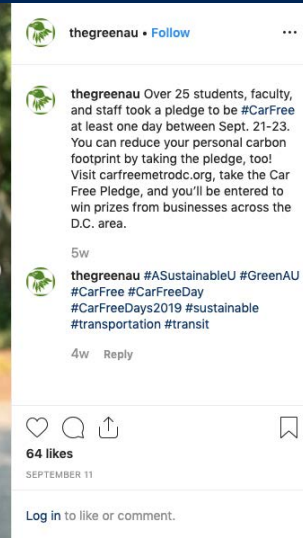 thegreenau • Follow
thegreenau Over 25 students, faculty,
and staff took a pledge to be #CarFree
at least one day between Sept. 21-23.
You can reduce your personal carbon
footprint by taking the pledge, too!
Visit carfreemetrodc.org, take the Car
Free Pledge, and you'll be entered to
win prizes from businesses across the
D.C. area.
5w
thegreenau #ASustainableU #GreenAU
#CarFree #CarFreeDay
#CarFreeDays2019 #sustainable
#transportation #transit
4w Reply
64 likes
SEPTEMBER 11
Log in to like or comment.